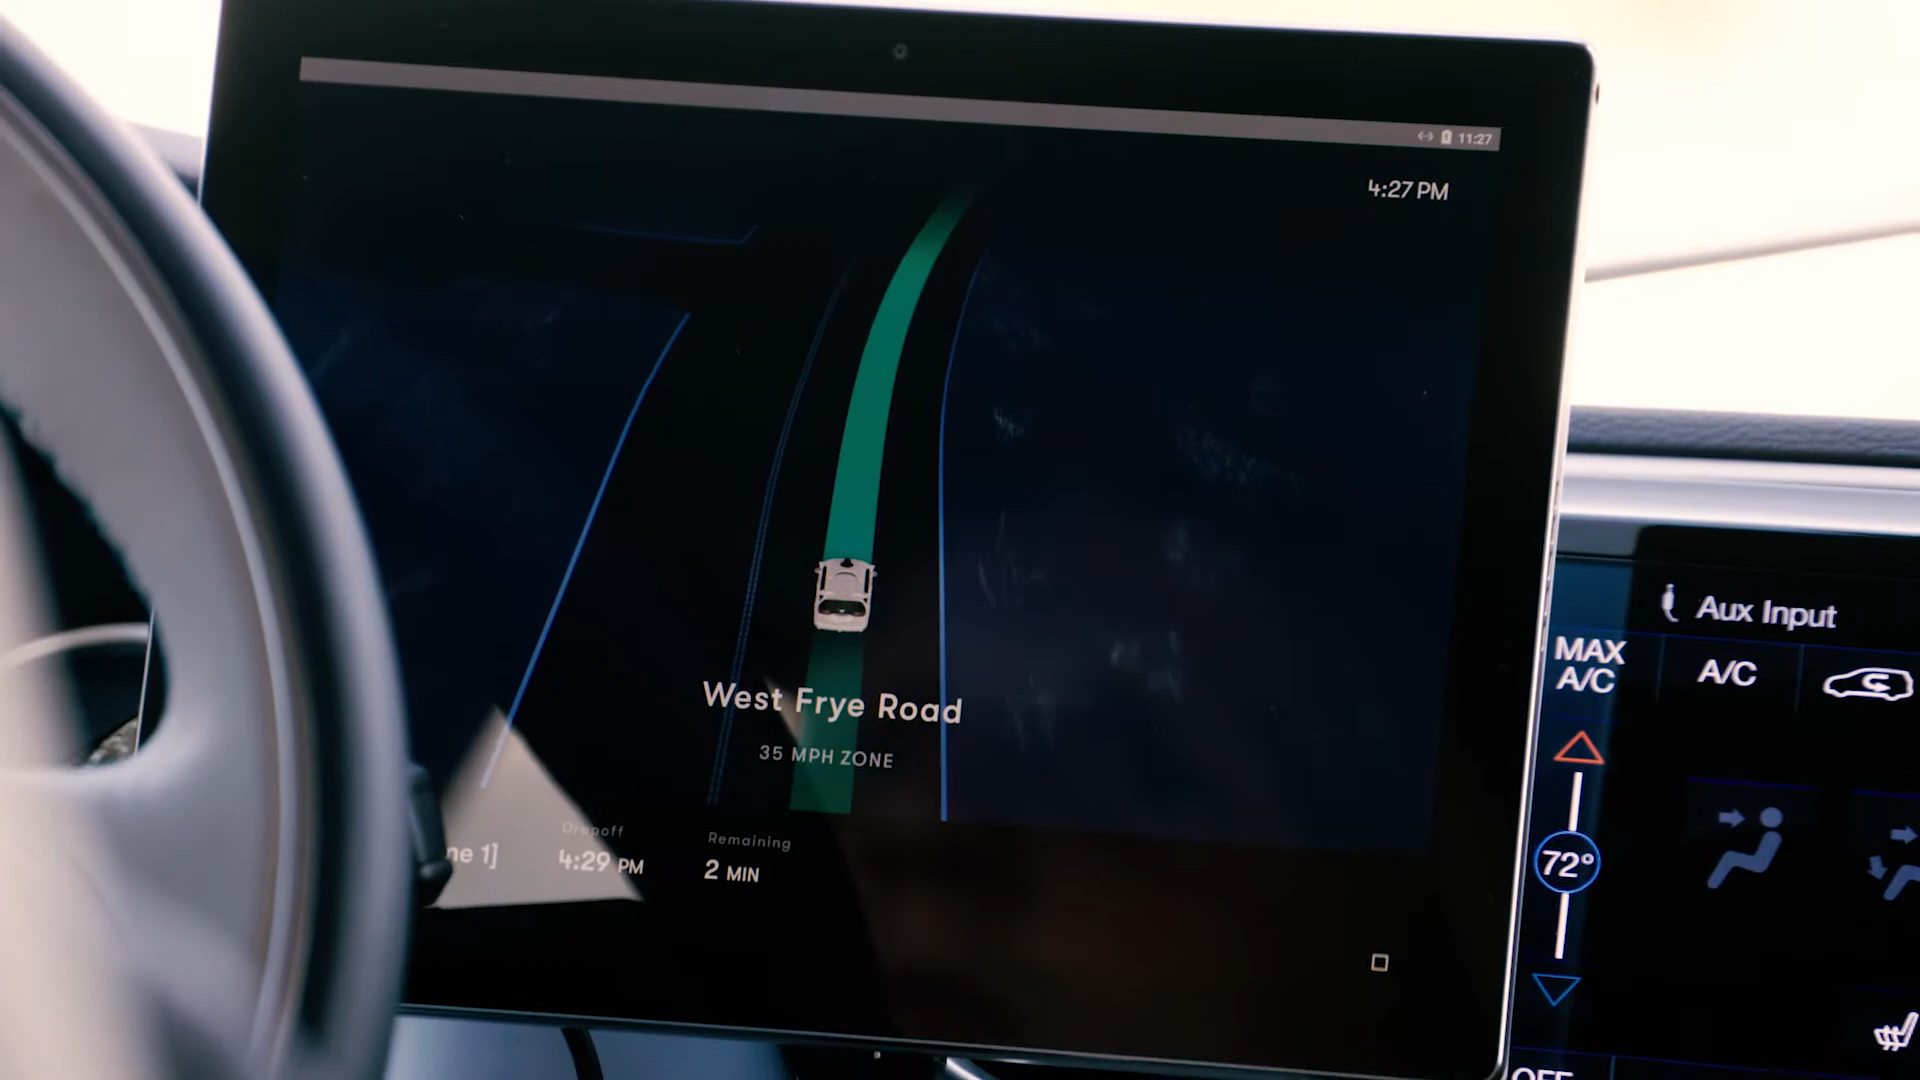 11:27
4:27 PM
West Frye Road
35 MPH ZONE
Dropoff
Remaining
ne 1]
4:29 PM
2 MIN
Aux Input
MAX
A/C
A/C
72°
OFF